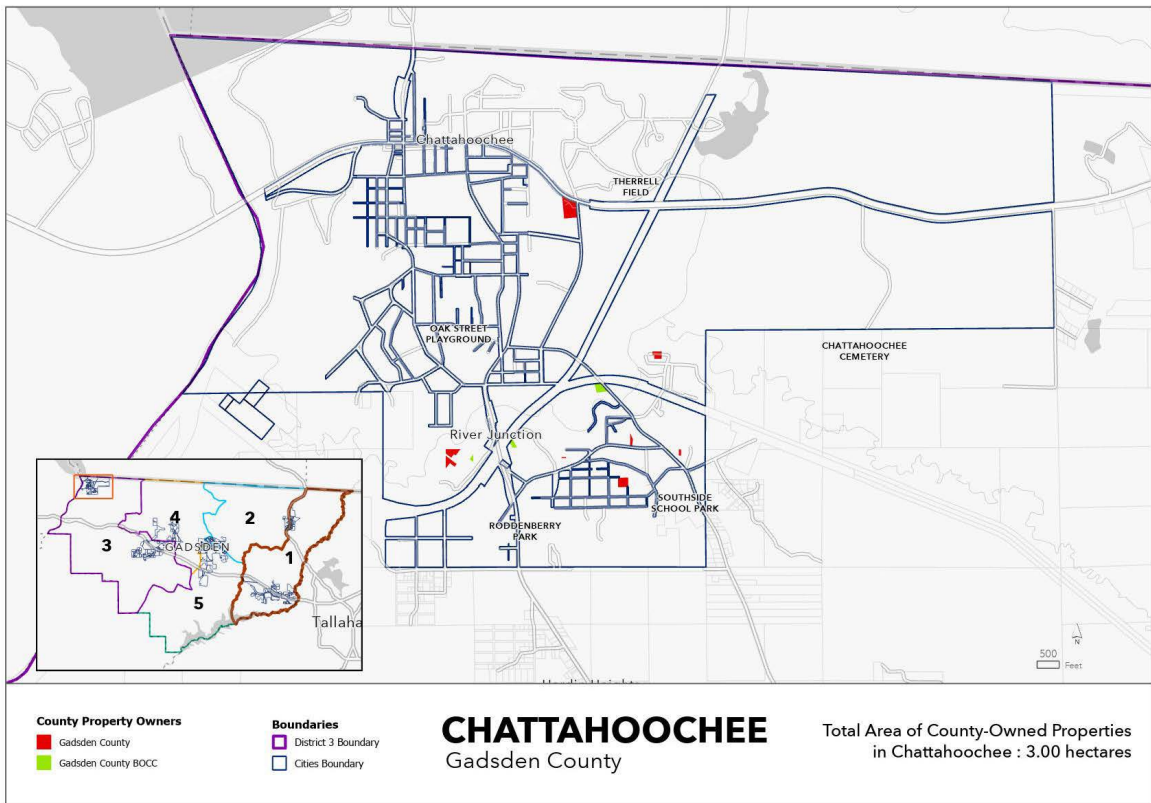 Chattahoochee
THERRELL
FIELD
OAK STREET
PLAYGROUND
CHATTAHOOCHEE
CEMETERY
River Junction
SOUTHSIDE
SCHOOL PARK
RODDENBERRY
PARK
4
2
3
GADSDEN
1
5
Tallaha
500
Feet
N
County Property Owners
Gadsden County
Gadsden County BOCC
Boundaries
District 3 Boundary
Cities Boundary
CHATTAHOOCHEE
Gadsden County
Total Area of County-Owned Properties
in Chattahoochee : 3.00 hectares